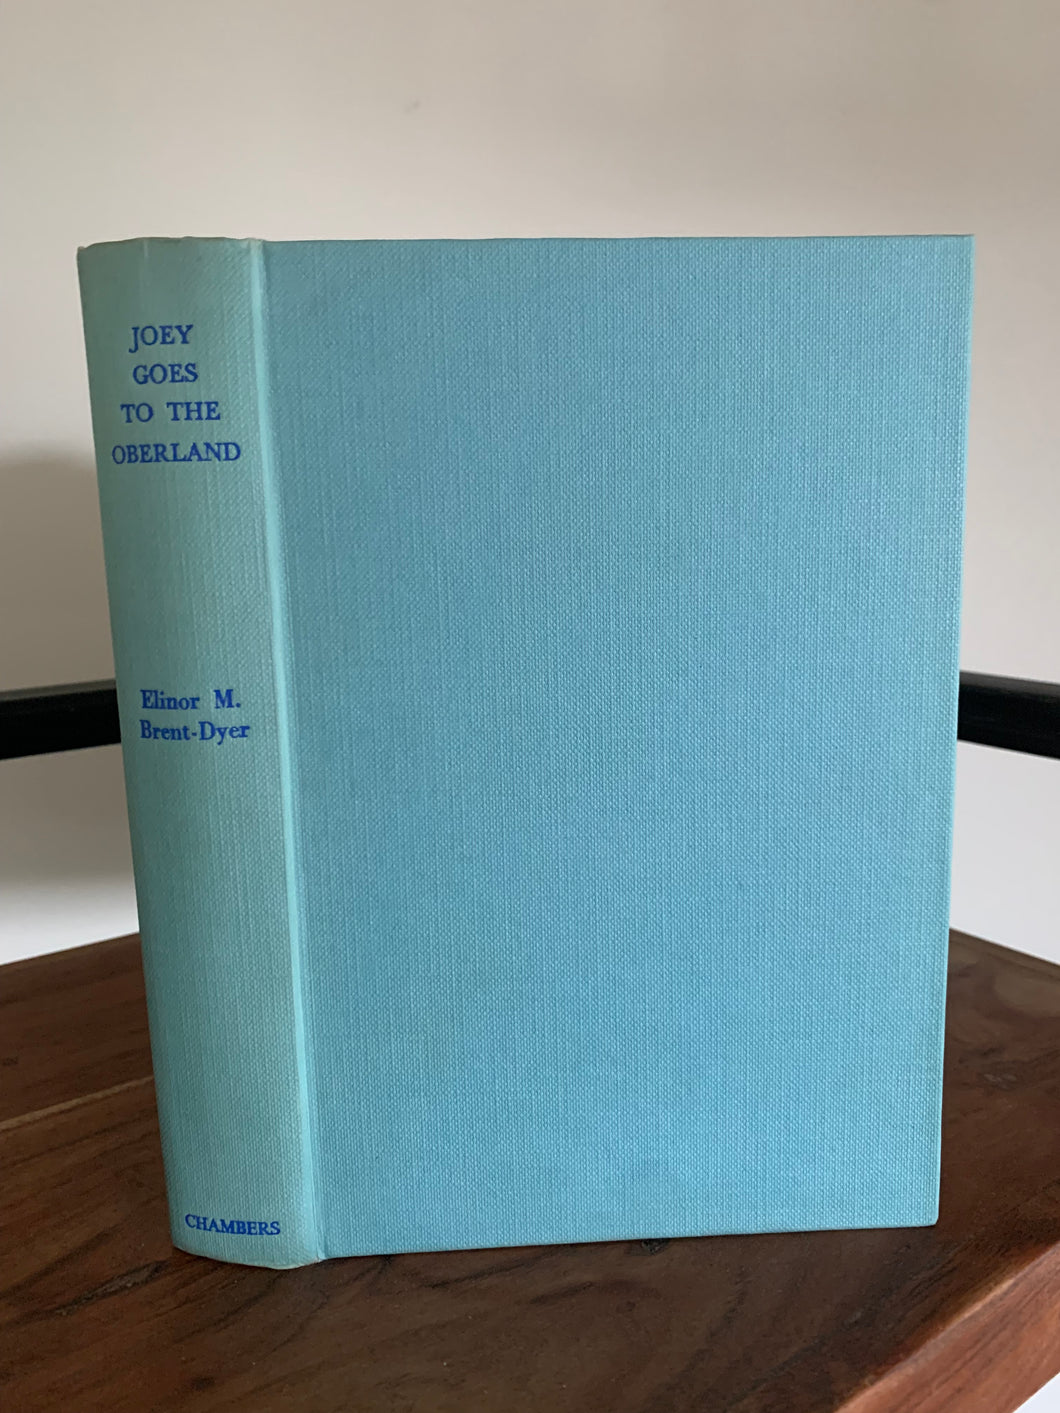 JOEY
GOES
TO THE
OBERLAND
Elinor M.
Brent-Dyer
CHAMBERS